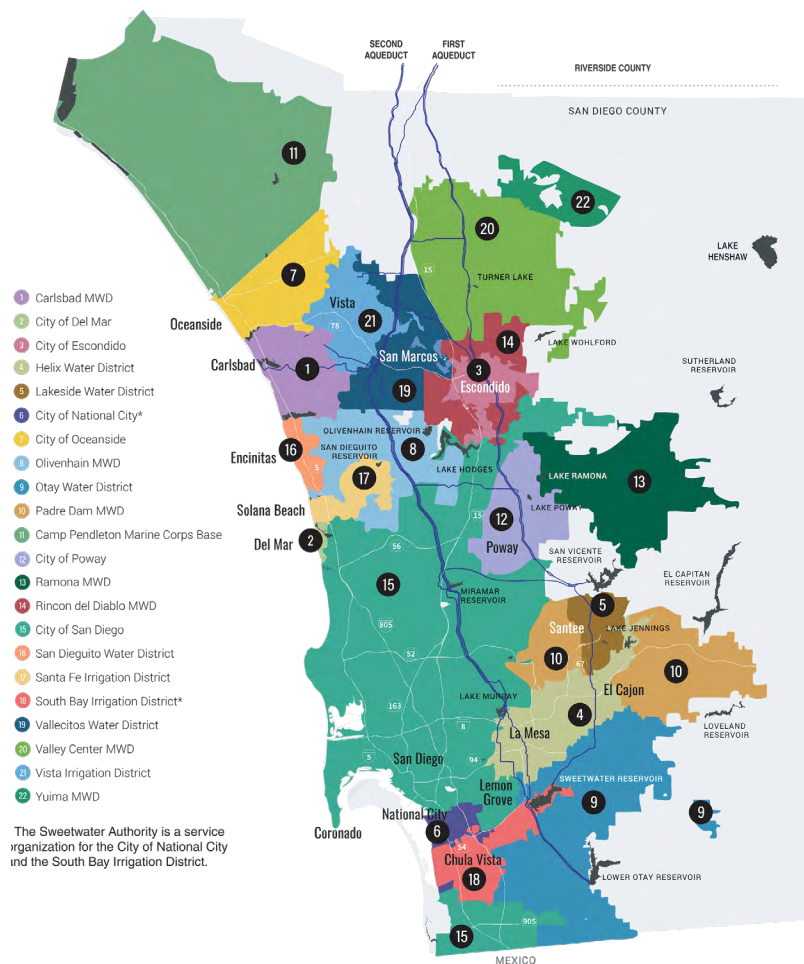 SECOND
AQUEDUCT
FIRST
AQUEDUCT
RIVERSIDE COUNTY
SAN DIEGO COUNTY
11
22
20
LAKE
HENSHAW
15
7
TURNER LAKE
Vista
21
78
Oceanside
14
LAKE WOHLFORD
San Marcos
Carlsbad
1
3
Escondido
SUTHERLAND
RESERVOIR
19
OLIVENHAIN RESERVOIR
16
SAN DIEGUITO
RESERVOIR
8
Encinitas
5
17
LAKE HODGES
LAKE RAMONA
13
Solana Beach
15
12
LAKE POWAY
Del Mar
2
56
Poway
SAN VICENTE
RESERVOIR
EL CAPITAN
RESERVOIR
15
MIRAMAR
RESERVOIR
5
805
Santee
LAKE JENNINGS
52
10
67
10
El Cajon
LAKE MURRAY
163
4
LOVELAND
RESERVOIR
8
La Mesa
5
San Diego
94
SWEETWATER RESERVOIR
Lemon
Grove
9
9
National City
Coronado
6
54
Chula Vista
18
LOWER OTAY RESERVOIR
905
15
MEXICO
1 Carlsbad MWD
2 City of Del Mar
3 City of Escondido
4 Helix Water District
5 Lakeside Water District
6 City of National City*
7 City of Oceanside
8 Olivenhain MWD
9 Otay Water District
10 Padre Dam MWD
11 Camp Pendleton Marine Corps Base
12 City of Poway
13 Ramona MWD
14 Rincon del Diablo MWD
15 City of San Diego
16 San Dieguito Water District
17 Santa Fe Irrigation District
18 South Bay Irrigation District*
19 Vallecitos Water District
20 Valley Center MWD
21 Vista Irrigation District
22 Yuima MWD
The Sweetwater Authority is a service
organization for the City of National City
and the South Bay Irrigation District.